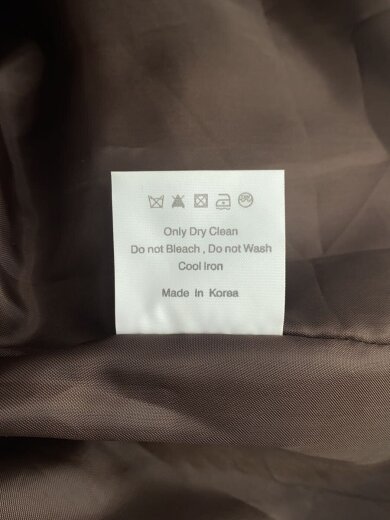 Only Dry Clean
Do not Bleach , Do not Wash
Cool Iron
Made In Korea